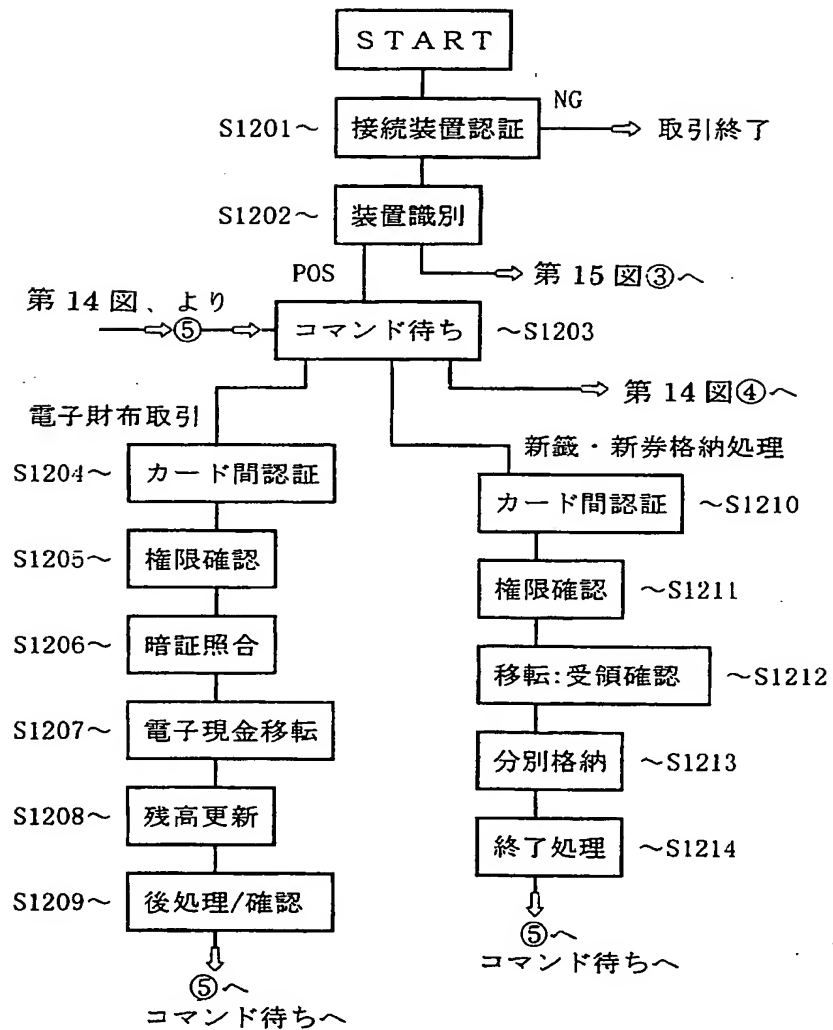 START
NG
S1201～ 接続装置認証 取引終了
S1202～ 装置識別
POS 第15図③へ
第14図、より
⑤ コマンド待ち ～S1203
第14図④へ
電子財布取引
新籤・新券格納処理
S1204～ カード間認証
カード間認証 ～S1210
S1205～ 権限確認
権限確認 ～S1211
S1206～ 暗証照合
移転:受領確認 ～S1212
S1207～ 電子現金移転
分別格納 ～S1213
S1208～ 残高更新
終了処理 ～S1214
S1209～ 後処理/確認
⑤へ
コマンド待ちへ
⑤へ
コマンド待ちへ